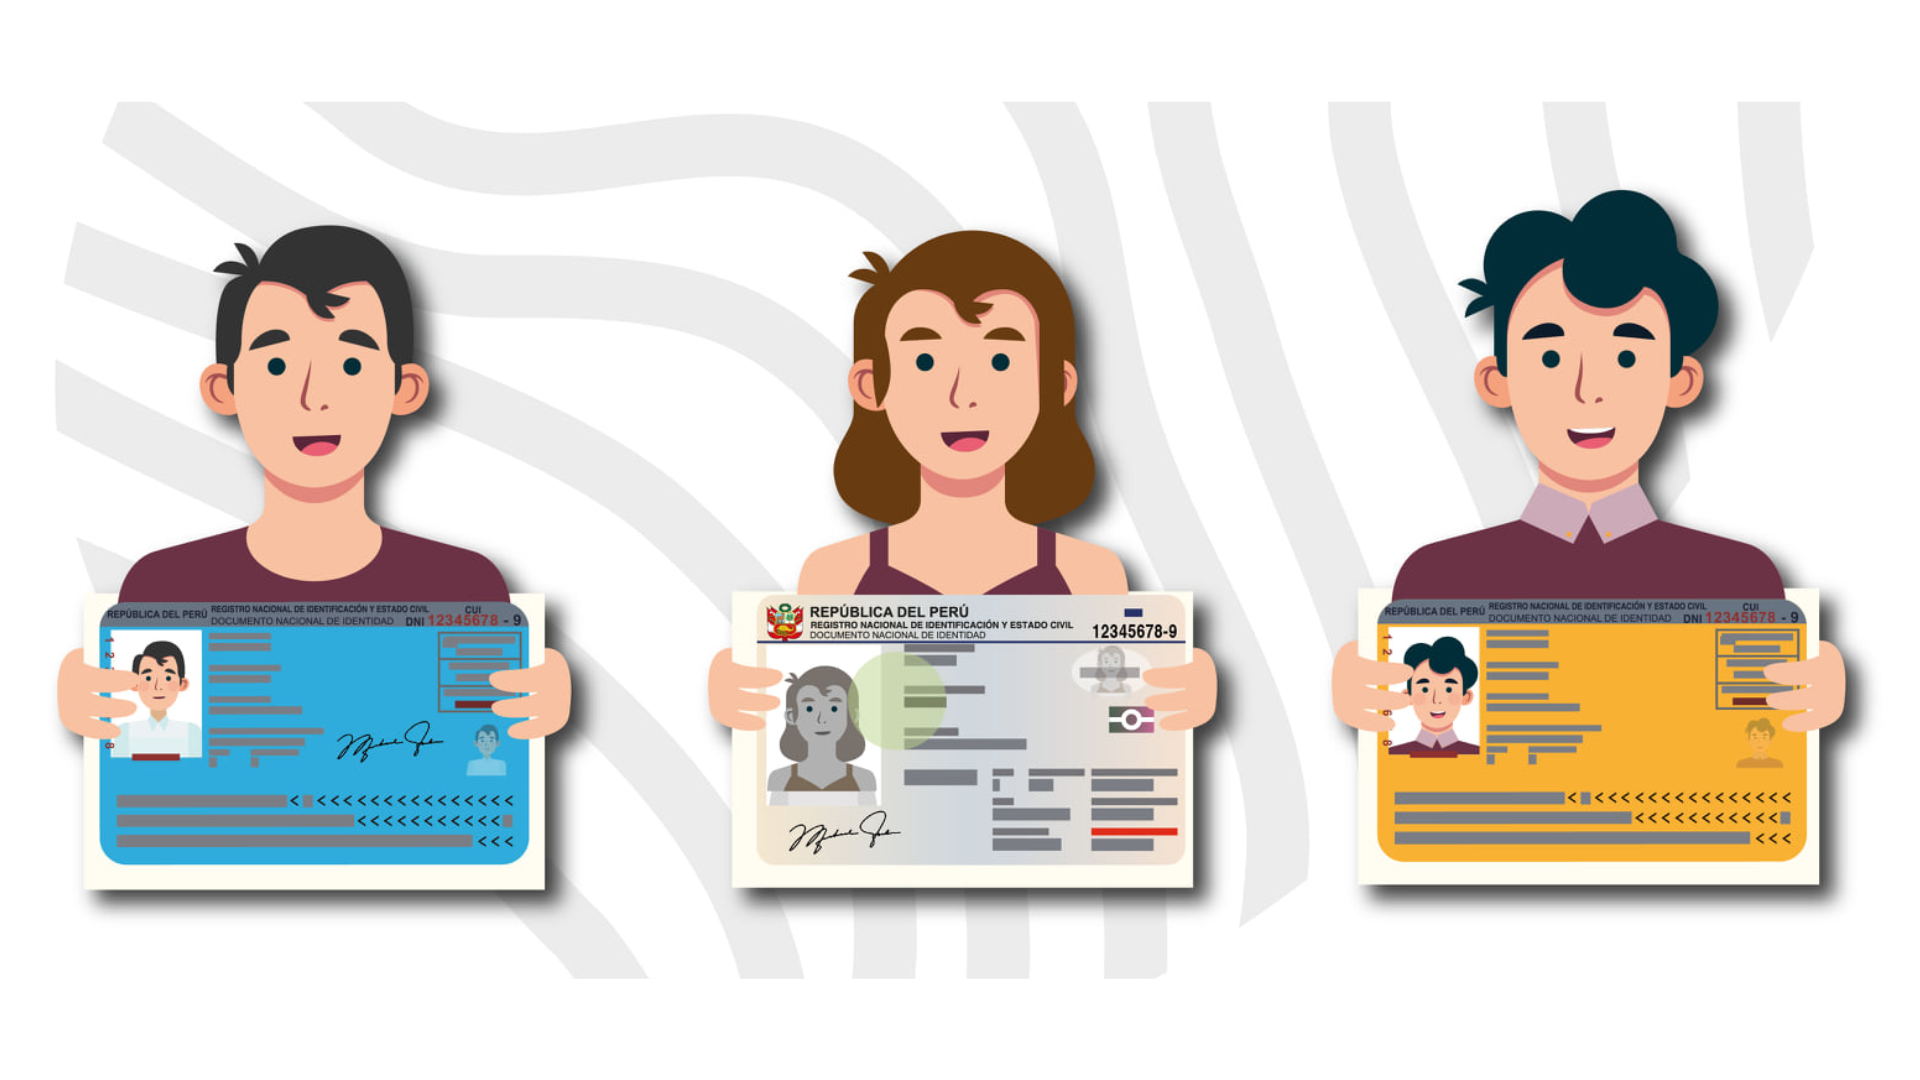 REPÚBLICA DEL PERÚ REGISTRO NACIONAL DE IDENTIFICACIÓN Y ESTADO CIVIL CUI
DOCUMENTO NACIONAL DE IDENTIDAD DNI 12345678 - 9
< <<<<<<<<<<<<<<<
<<<<<<<<<<<
<<<
REPÚBLICA DEL PERÚ
REGISTRO NACIONAL DE IDENTIFICACIÓN Y ESTADO CIVIL
DOCUMENTO NACIONAL DE IDENTIDAD
12345678-9
REPÚBLICA DEL PERÚ REGISTRO NACIONAL DE IDENTIFICACIÓN Y ESTADO CIVIL CUI
DOCUMENTO NACIONAL DE IDENTIDAD DNI 12345678 - 9
< <<<<<<<<<<<<<<<
<<<<<<<<<<<
<<<